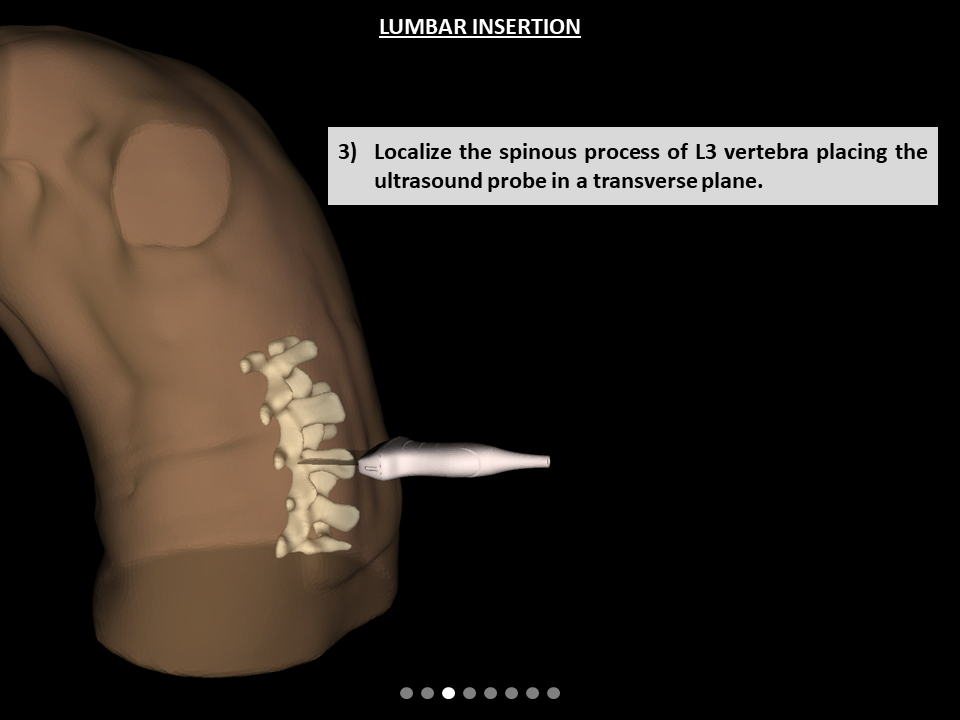 LUMBAR INSERTION
3) Localize the spinous process of L3 vertebra placing the
ultrasound probe in a transverse plane.